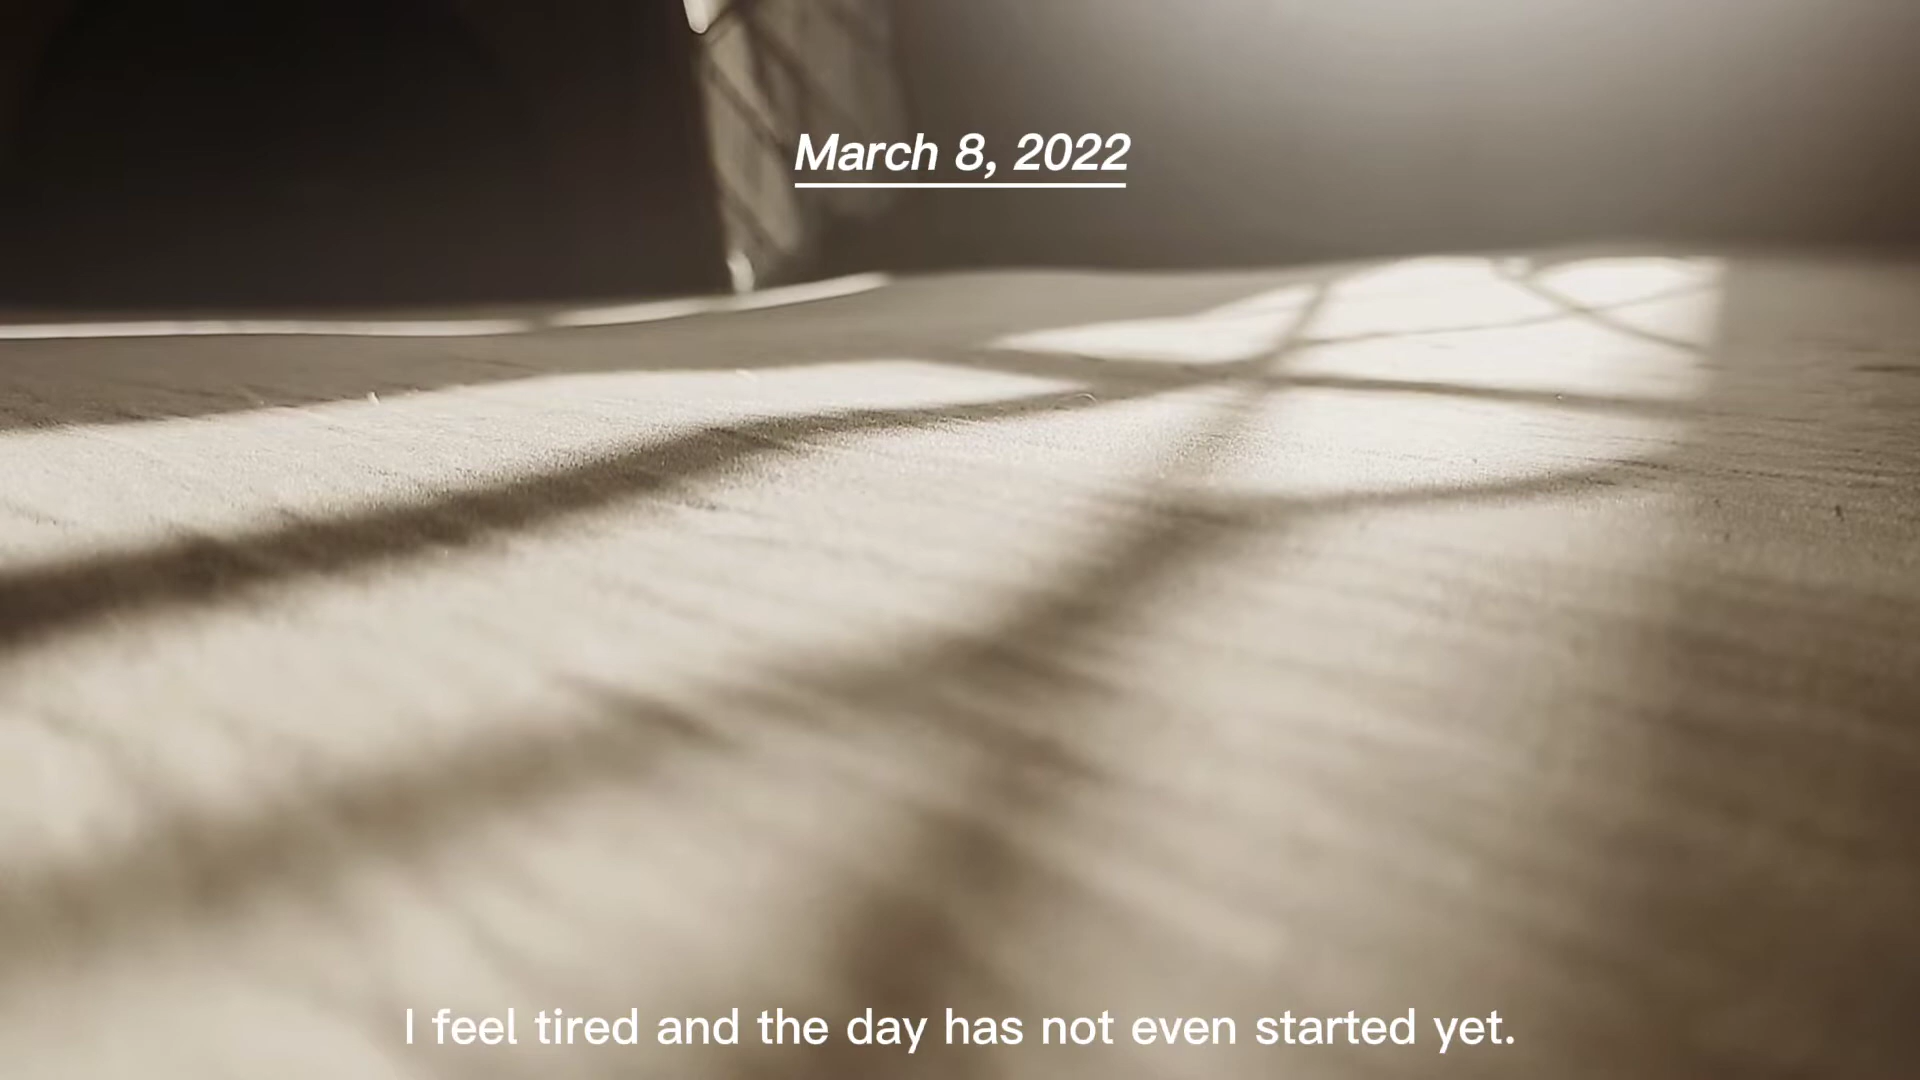 March 8, 2022
I feel tired and the day has not even started yet.